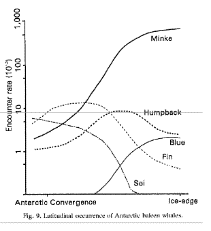 1,000
Minke
Encounter rate (10⁻³)
100
Humpback
10
Blue
Fin
1
Sei
Antarctic Convergence
Ice-edge
Fig. 9. Latitudinal occurrence of Antarctic baleen whales.